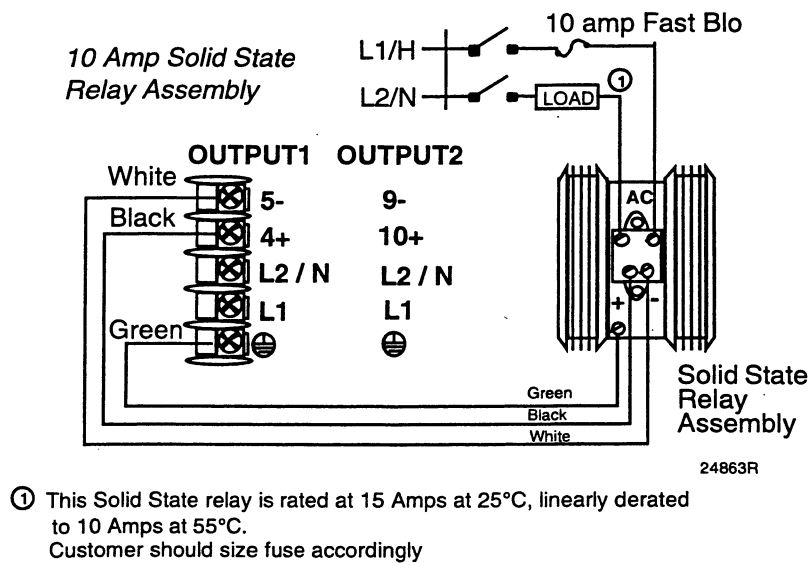 10 amp Fast Blo
10 Amp Solid State
Relay Assembly
L1/H
L2/N
LOAD
1
OUTPUT1 OUTPUT2
White
5- 9-
Black
4+ 10+
L2 / N L2 / N
L1 L1
Green
AC
+ -
Green
Black
White
Solid State
Relay
Assembly
24863R
1 This Solid State relay is rated at 15 Amps at 25°C, linearly derated
to 10 Amps at 55°C.
Customer should size fuse accordingly